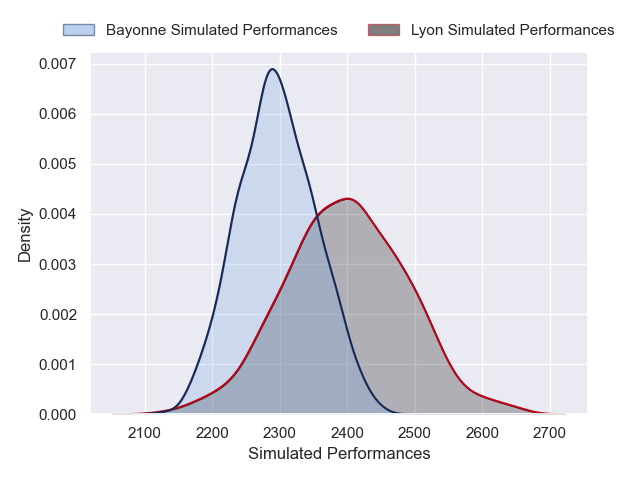 Bayonne Simulated Performances Lyon Simulated Performances
0.007
0.006
0.005
0.004
0.003
0.002
0.001
0.000
Density
2100 2200 2300 2400 2500 2600 2700
Simulated Performances